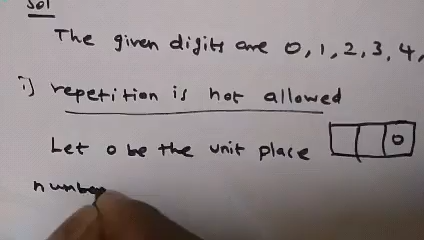 Sol
The given digits are 0, 1, 2, 3, 4,
i) repetition is not allowed
Let 0 be the unit place 0
number